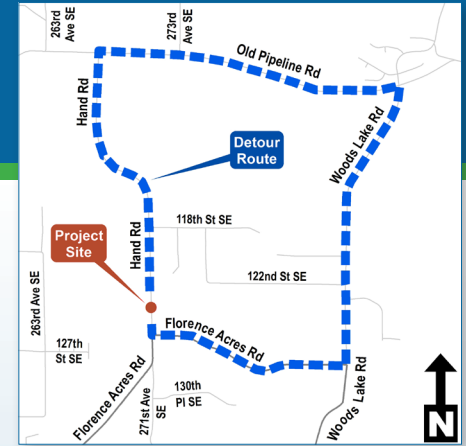 263rd
Ave SE
273rd
Ave SE
Old Pipeline Rd
Hand Rd
Woods Lake Rd
Detour
Route
118th St SE
Project
Site
Hand Rd
122nd St SE
263rd Ave SE
Florence Acres Rd
127th
St SE
Florence Acres Rd
271st Ave
SE
130th
Pl SE
Woods Lake Rd
N